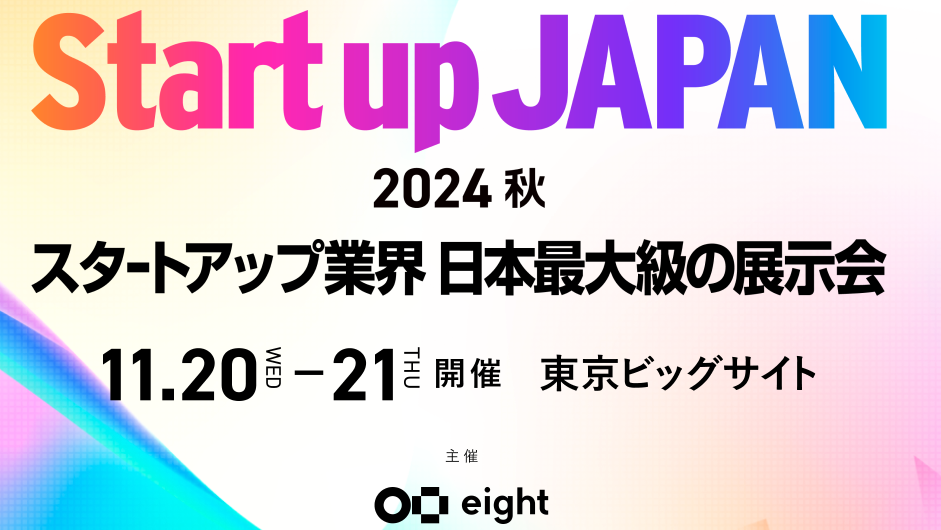 Start up JAPAN
2024 秋
スタートアップ業界 日本最大級の展示会
11.20 WED – 21 THU 開催 東京ビッグサイト
主催
eight